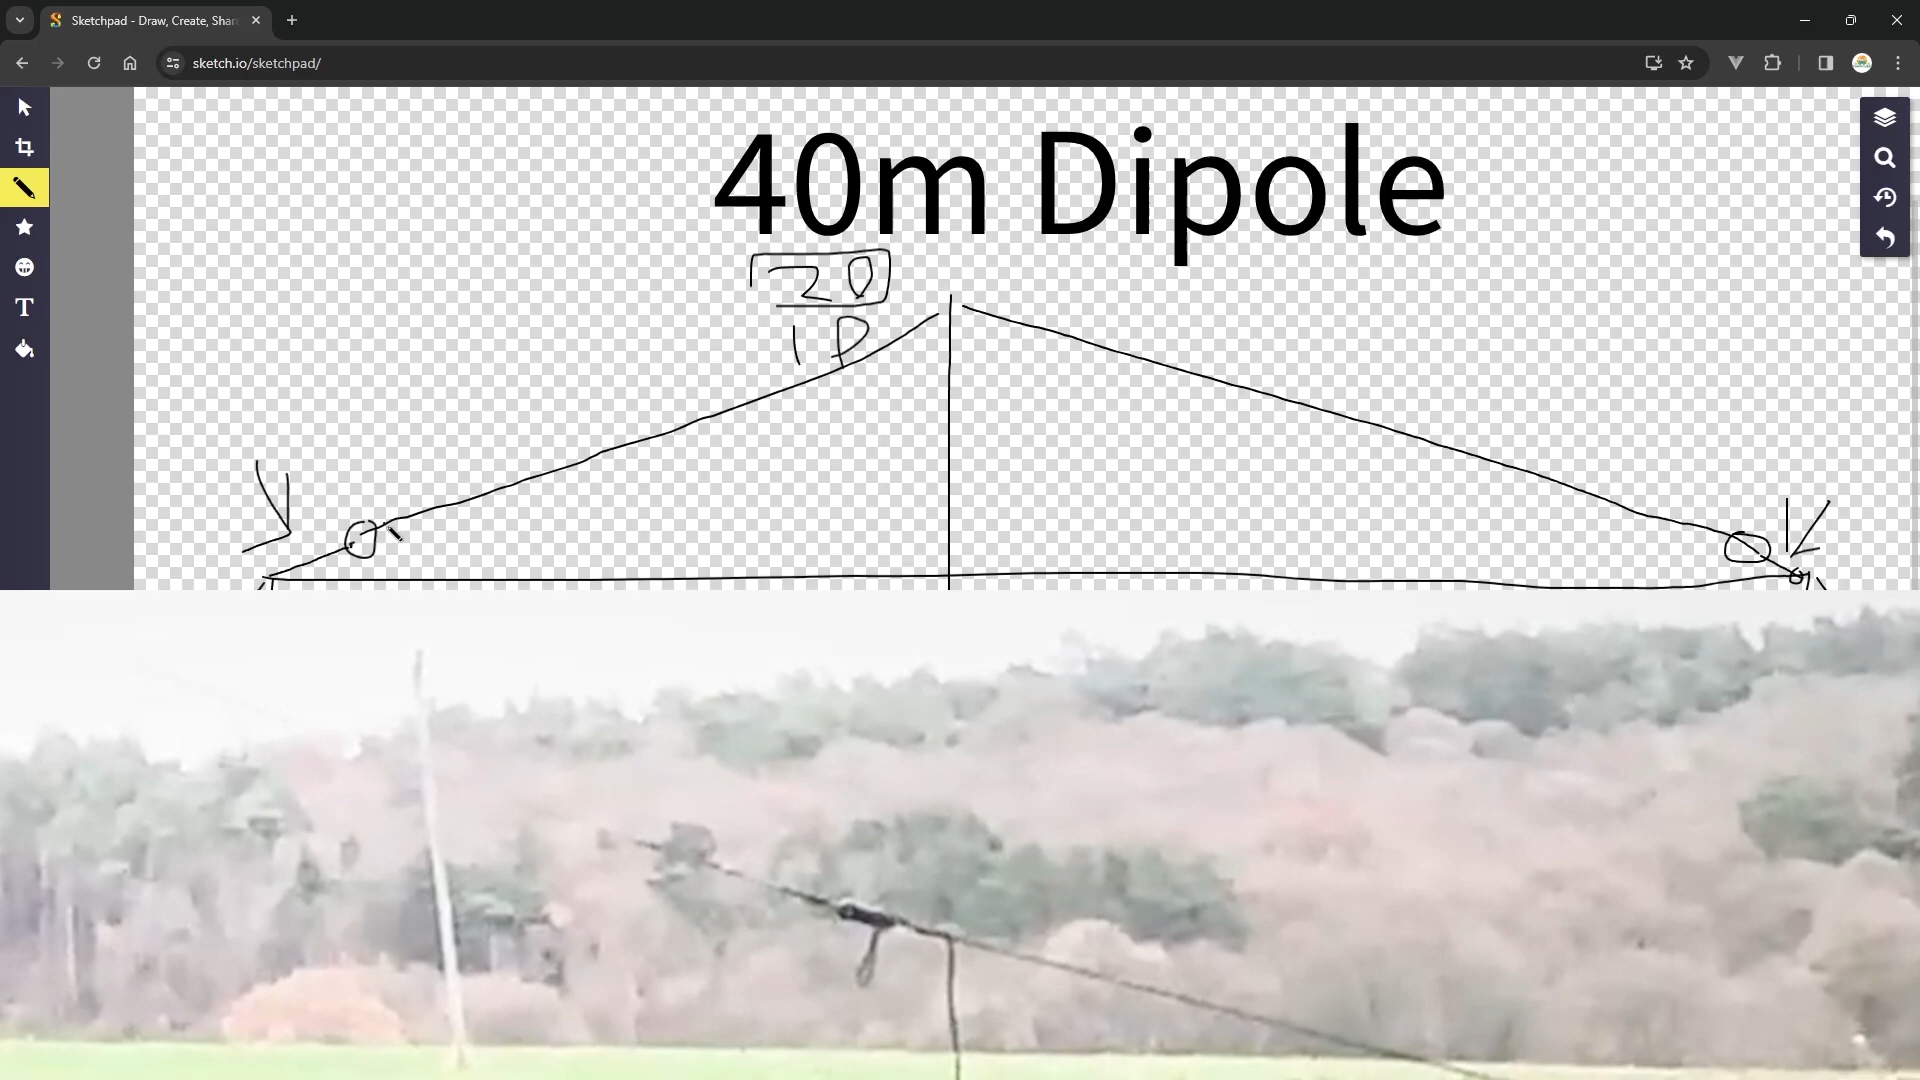 Sketchpad - Draw, Create, Shar
sketch.io/sketchpad/
40m Dipole
20
10
T